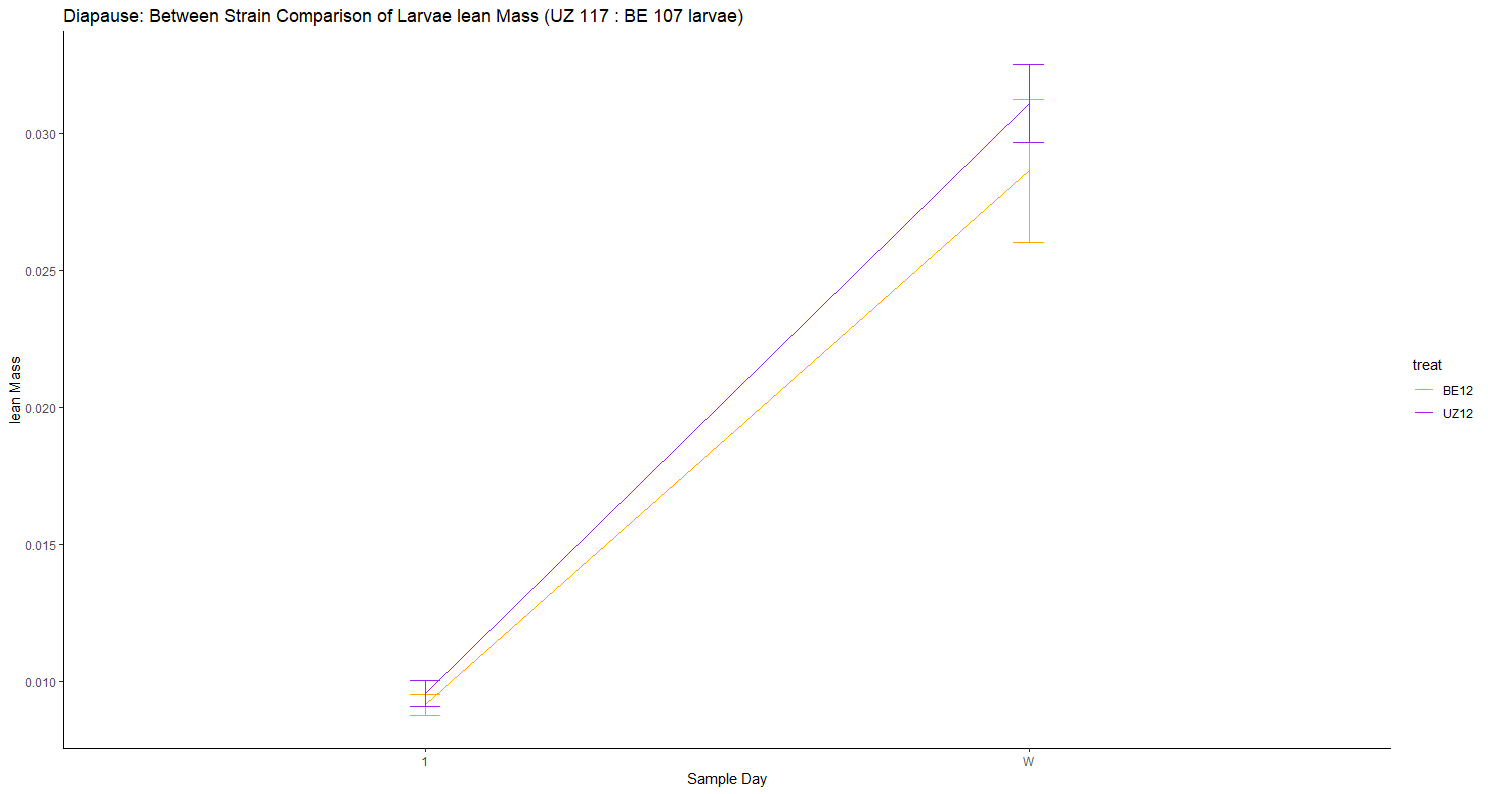 Diapause: Between Strain Comparison of Larvae lean Mass (UZ 117 : BE 107 larvae)
0.030
0.025
0.020
0.015
0.010
lean Mass
1
W
Sample Day
treat
BE12
UZ12